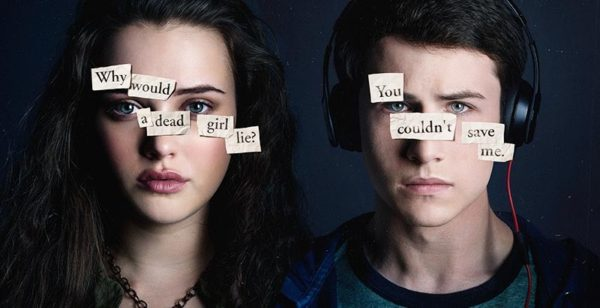 Why would
a dead girl
lie?
You
couldn't save
me.